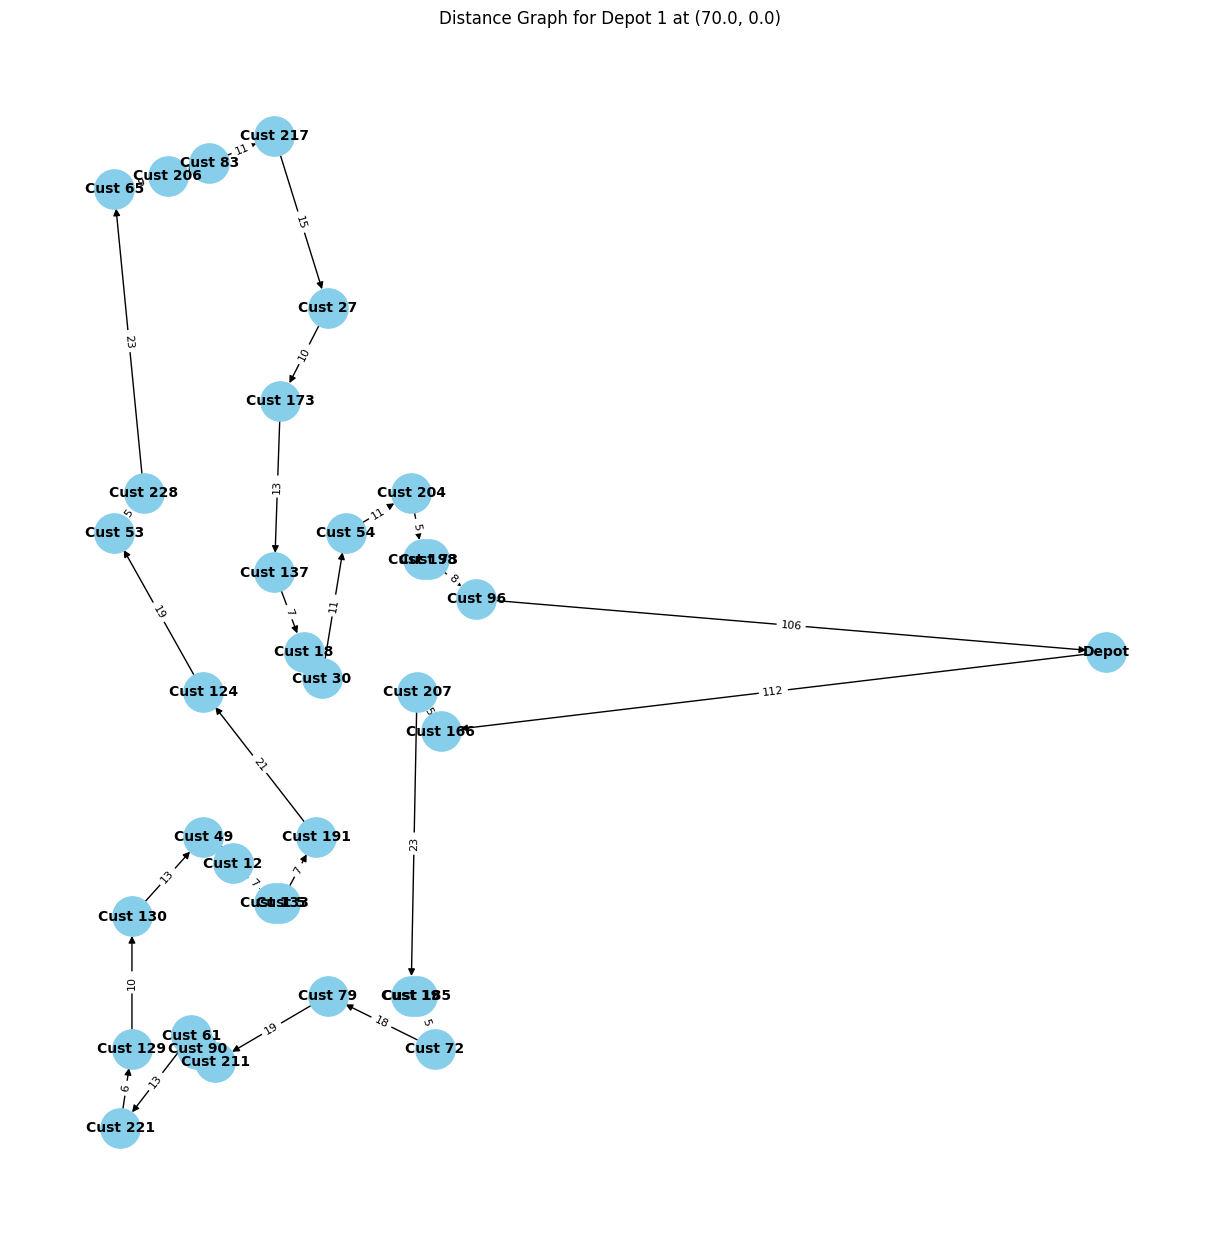 Distance Graph for Depot 1 at (70.0, 0.0)
Cust 217
11
Cust 83
Cust 206
Cust 65
15
Cust 27
23
10
Cust 173
13
Cust 228
Cust 204
5
11
5
Cust 53
Cust 54
Cust 198
8
Cust 137
Cust 96
19
7
11
106
Cust 18
Depot
Cust 30
Cust 124
Cust 207
112
5
Cust 166
21
Cust 49
Cust 191
23
Cust 12
13
7
7
Cust 133
Cust 130
10
Cust 79
Cust 185
18
5
19
Cust 61
Cust 129
Cust 90
Cust 72
Cust 211
13
6
Cust 221